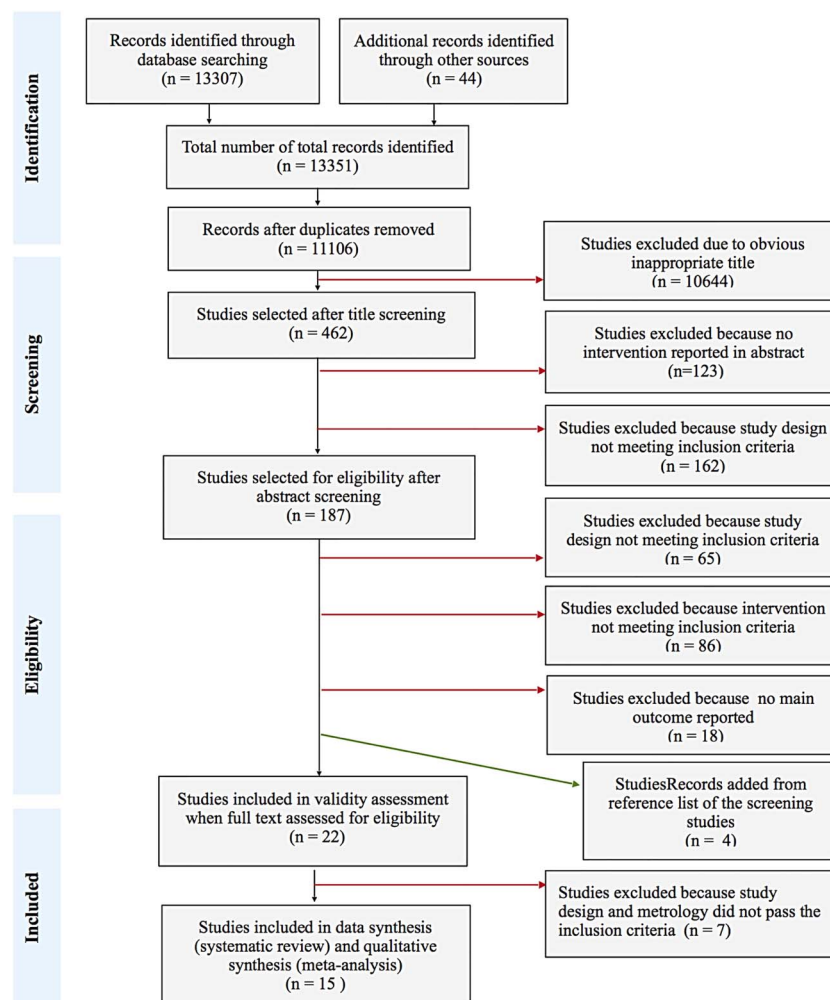 Identification
Records identified through
database searching
(n = 13307)
Additional records identified
through other sources
(n = 44)
Total number of total records identified
(n = 13351)
Records after duplicates removed
(n = 11106)
Studies excluded due to obvious
inappropriate title
(n = 10644)
Screening
Studies selected after title screening
(n = 462)
Studies excluded because no
intervention reported in abstract
(n=123)
Studies excluded because study design
not meeting inclusion criteria
(n = 162)
Studies selected for eligibility after
abstract screening
(n = 187)
Eligibility
Studies excluded because study
design not meeting inclusion criteria
(n = 65)
Studies excluded because intervention
not meeting inclusion criteria
(n = 86)
Studies excluded because no main
outcome reported
(n = 18)
StudiesRecords added from
reference list of the screening
studies
(n = 4)
Studies included in validity assessment
when full text assessed for eligibility
(n = 22)
Included
Studies excluded because study
design and metrology did not pass the
inclusion criteria (n = 7)
Studies included in data synthesis
(systematic review) and qualitative
synthesis (meta-analysis)
(n = 15 )